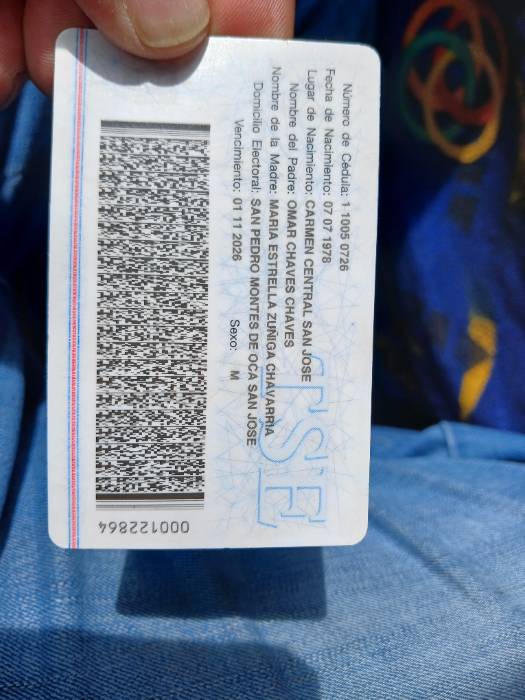 Número de Cédula: 1 1005 0726
Fecha de Nacimiento: 07 07 1978
Lugar de Nacimiento: CARMEN CENTRAL SAN JOSE
Nombre del Padre: OMAR CHAVES CHAVES
Nombre de la Madre: MARIA ESTRELLA ZUÑIGA CHAVARRIA
Domicilio Electoral: SAN PEDRO MONTES DE OCA SAN JOSE
Vencimiento: 01 11 2026 Sexo: M
TSE
000122864